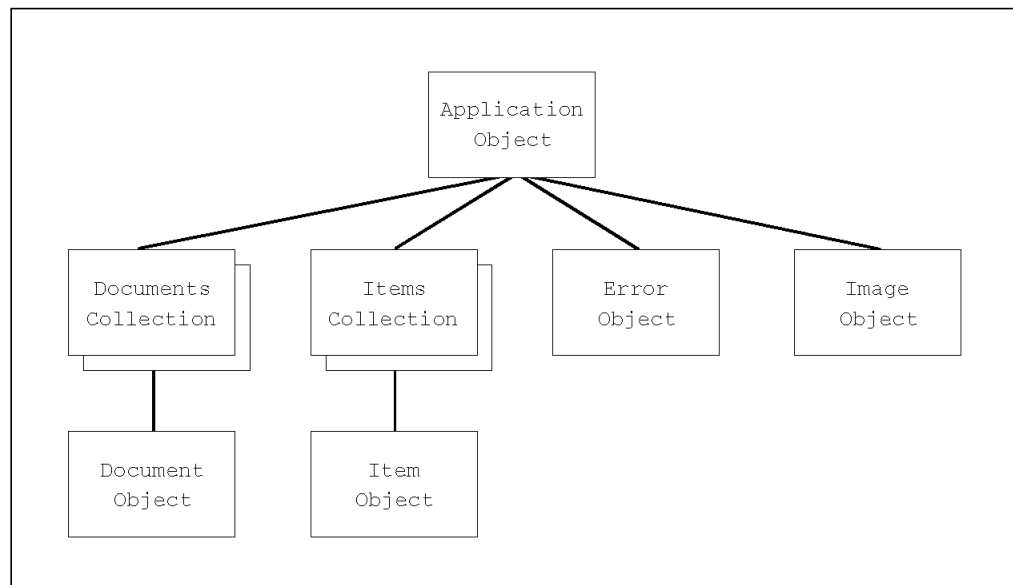 Application
Object
Documents
Collection
Items
Collection
Error
Object
Image
Object
Document
Object
Item
Object